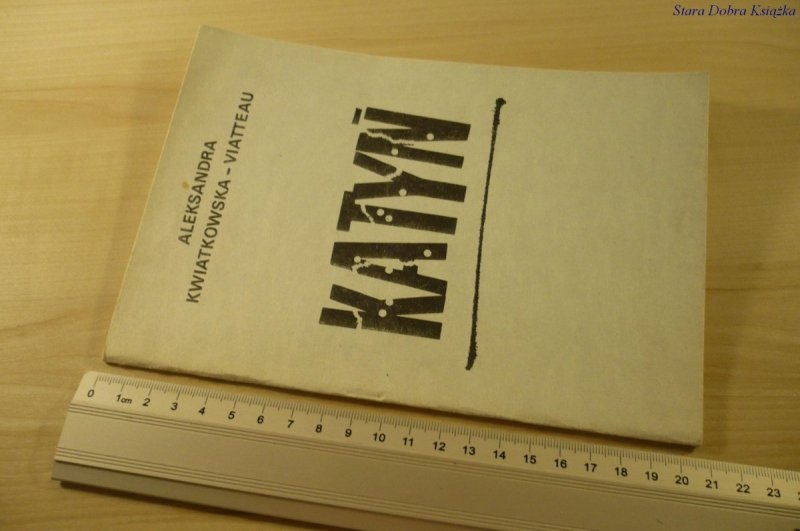 Stara Dobra Książka
ALEKSANDRA
KWIATKOWSKA - VIATTEAU
KATYŃ
0 1cm 2 3 4 5 6 7 8 9 10 11 12 13 14 15 16 17 18 19 20 21 22 23